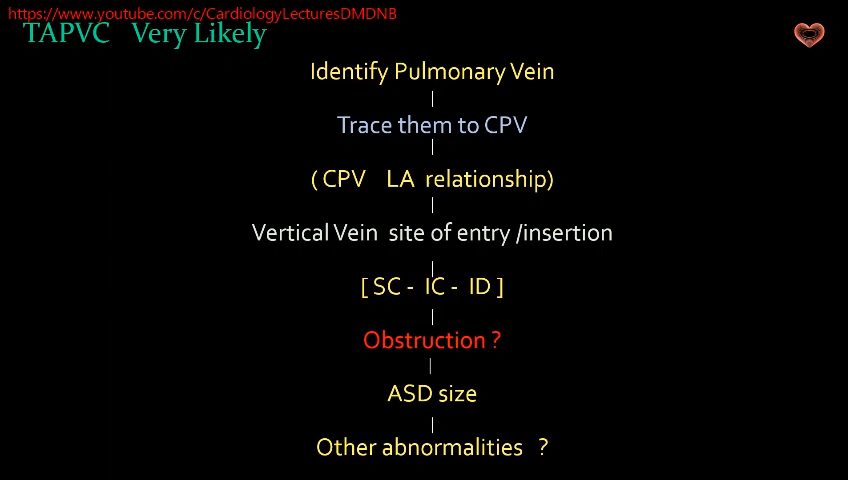 https://www.youtube.com/c/CardiologyLecturesDMDNB
TAPVC Very Likely
Identify Pulmonary Vein
Trace them to CPV
( CPV LA relationship)
Vertical Vein site of entry /insertion
[ SC - IC - ID ]
Obstruction ?
ASD size
Other abnormalities ?